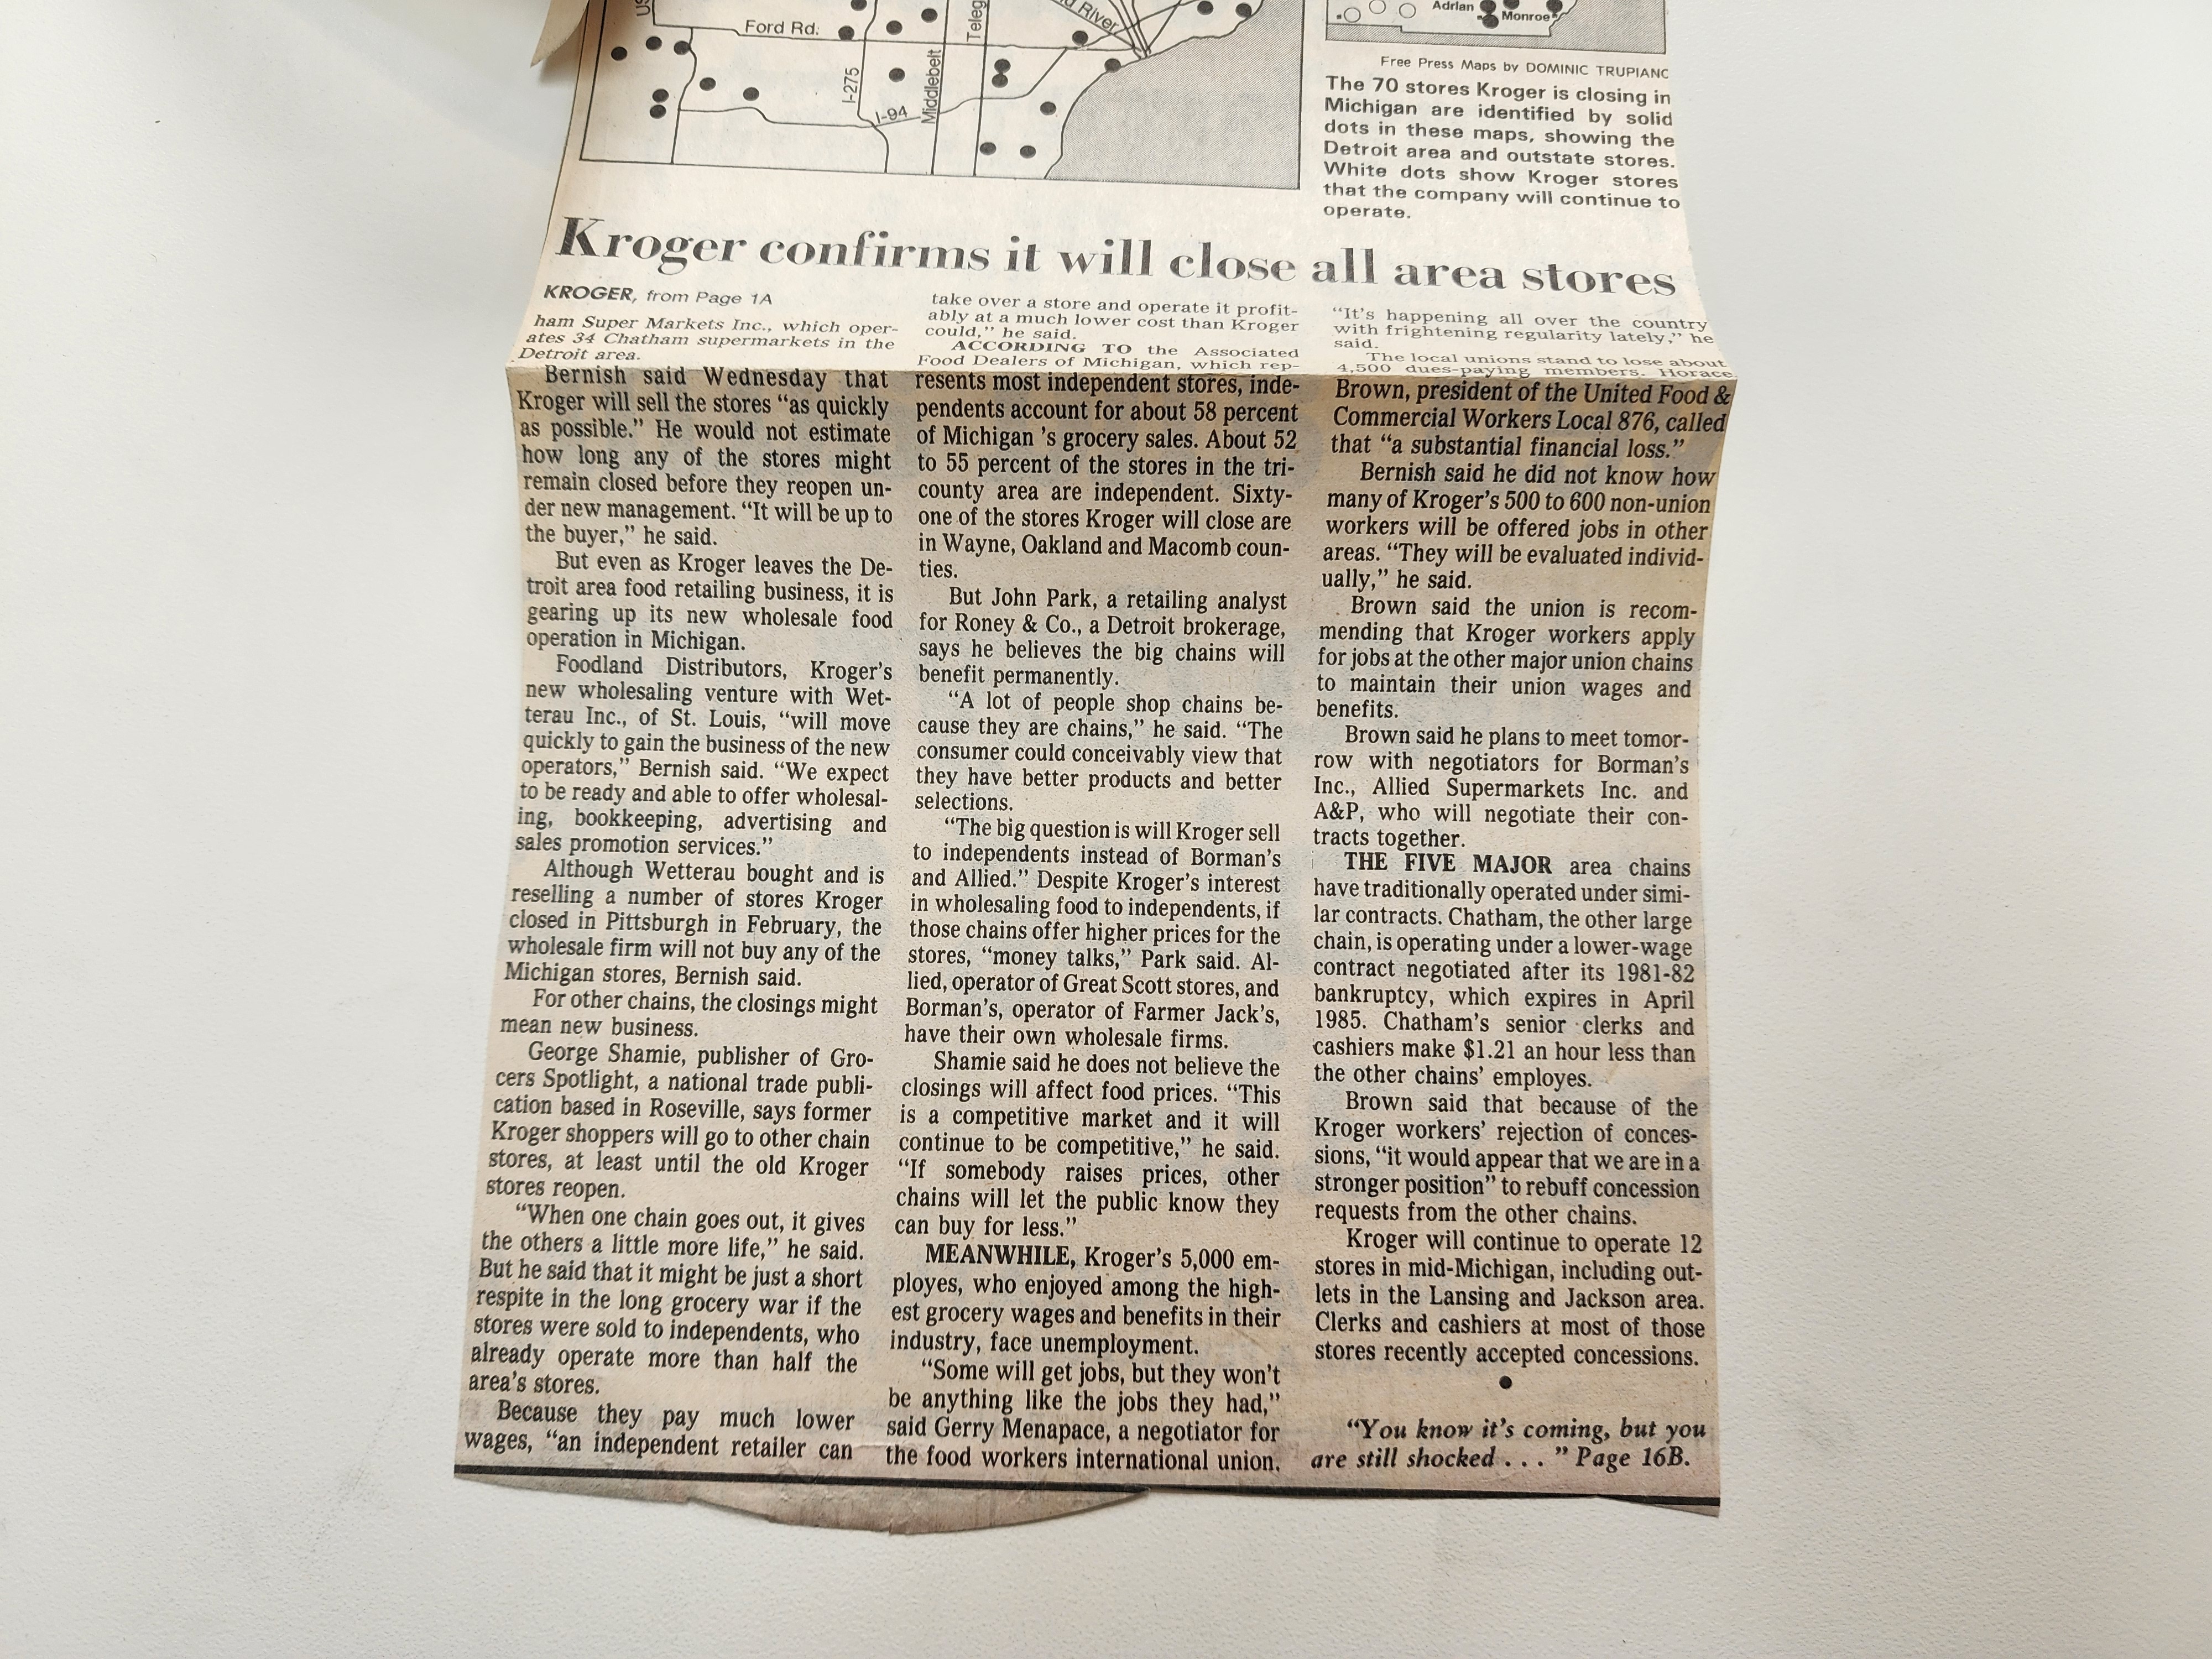 US
Ford Rd.
I-275
Middlebelt
Teleg
River
I-94
Adrian
Monroe
Free Press Maps by DOMINIC TRUPIANC
The 70 stores Kroger is closing in
Michigan are identified by solid
dots in these maps, showing the
Detroit area and outstate stores.
White dots show Kroger stores
that the company will continue to
operate.
Kroger confirms it will close all area stores
KROGER, from Page 1A
ham Super Markets Inc., which oper-
ates 34 Chatham supermarkets in the
Detroit area.
Bernish said Wednesday that
Kroger will sell the stores “as quickly
as possible.” He would not estimate
how long any of the stores might
remain closed before they reopen un-
der new management. “It will be up to
the buyer,” he said.
But even as Kroger leaves the De-
troit area food retailing business, it is
gearing up its new wholesale food
operation in Michigan.
Foodland Distributors, Kroger’s
new wholesaling venture with Wet-
terau Inc., of St. Louis, “will move
quickly to gain the business of the new
operators,” Bernish said. “We expect
to be ready and able to offer wholesal-
ing, bookkeeping, advertising and
sales promotion services.”
Although Wetterau bought and is
reselling a number of stores Kroger
closed in Pittsburgh in February, the
wholesale firm will not buy any of the
Michigan stores, Bernish said.
For other chains, the closings might
mean new business.
George Shamie, publisher of Gro-
cers Spotlight, a national trade publi-
cation based in Roseville, says former
Kroger shoppers will go to other chain
stores, at least until the old Kroger
stores reopen.
“When one chain goes out, it gives
the others a little more life,” he said.
But he said that it might be just a short
respite in the long grocery war if the
stores were sold to independents, who
already operate more than half the
area’s stores.
Because they pay much lower
wages, “an independent retailer can
take over a store and operate it profit-
ably at a much lower cost than Kroger
could,” he said.
ACCORDING TO the Associated
Food Dealers of Michigan, which rep-
resents most independent stores, inde-
pendents account for about 58 percent
of Michigan ’s grocery sales. About 52
to 55 percent of the stores in the tri-
county area are independent. Sixty-
one of the stores Kroger will close are
in Wayne, Oakland and Macomb coun-
ties.
But John Park, a retailing analyst
for Roney & Co., a Detroit brokerage,
says he believes the big chains will
benefit permanently.
“A lot of people shop chains be-
cause they are chains,” he said. “The
consumer could conceivably view that
they have better products and better
selections.
“The big question is will Kroger sell
to independents instead of Borman’s
and Allied.” Despite Kroger’s interest
in wholesaling food to independents, if
those chains offer higher prices for the
stores, “money talks,” Park said. Al-
lied, operator of Great Scott stores, and
Borman’s, operator of Farmer Jack’s,
have their own wholesale firms.
Shamie said he does not believe the
closings will affect food prices. “This
is a competitive market and it will
continue to be competitive,” he said.
“If somebody raises prices, other
chains will let the public know they
can buy for less.”
MEANWHILE, Kroger’s 5,000 em-
ployes, who enjoyed among the high-
est grocery wages and benefits in their
industry, face unemployment.
“Some will get jobs, but they won’t
be anything like the jobs they had,”
said Gerry Menapace, a negotiator for
the food workers international union.
“It’s happening all over the country
with frightening regularity lately,” he
said.
The local unions stand to lose about
4,500 dues-paying members. Horace
Brown, president of the United Food &
Commercial Workers Local 876, called
that “a substantial financial loss.”
Bernish said he did not know how
many of Kroger’s 500 to 600 non-union
workers will be offered jobs in other
areas. “They will be evaluated individ-
ually,” he said.
Brown said the union is recom-
mending that Kroger workers apply
for jobs at the other major union chains
to maintain their union wages and
benefits.
Brown said he plans to meet tomor-
row with negotiators for Borman’s
Inc., Allied Supermarkets Inc. and
A&P, who will negotiate their con-
tracts together.
THE FIVE MAJOR area chains
have traditionally operated under simi-
lar contracts. Chatham, the other large
chain, is operating under a lower-wage
contract negotiated after its 1981-82
bankruptcy, which expires in April
1985. Chatham’s senior clerks and
cashiers make $1.21 an hour less than
the other chains’ employes.
Brown said that because of the
Kroger workers’ rejection of conces-
sions, “it would appear that we are in a
stronger position” to rebuff concession
requests from the other chains.
Kroger will continue to operate 12
stores in mid-Michigan, including out-
lets in the Lansing and Jackson area.
Clerks and cashiers at most of those
stores recently accepted concessions.
“You know it’s coming, but you
are still shocked . . . ” Page 16B.